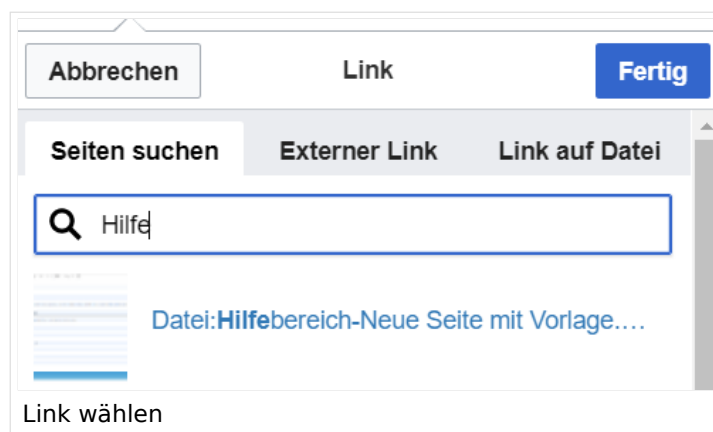 Abbrechen Link Fertig
Seiten suchen Externer Link Link auf Datei
Hilfe
Datei:Hilfebereich-Neue Seite mit Vorlage....
Link wählen